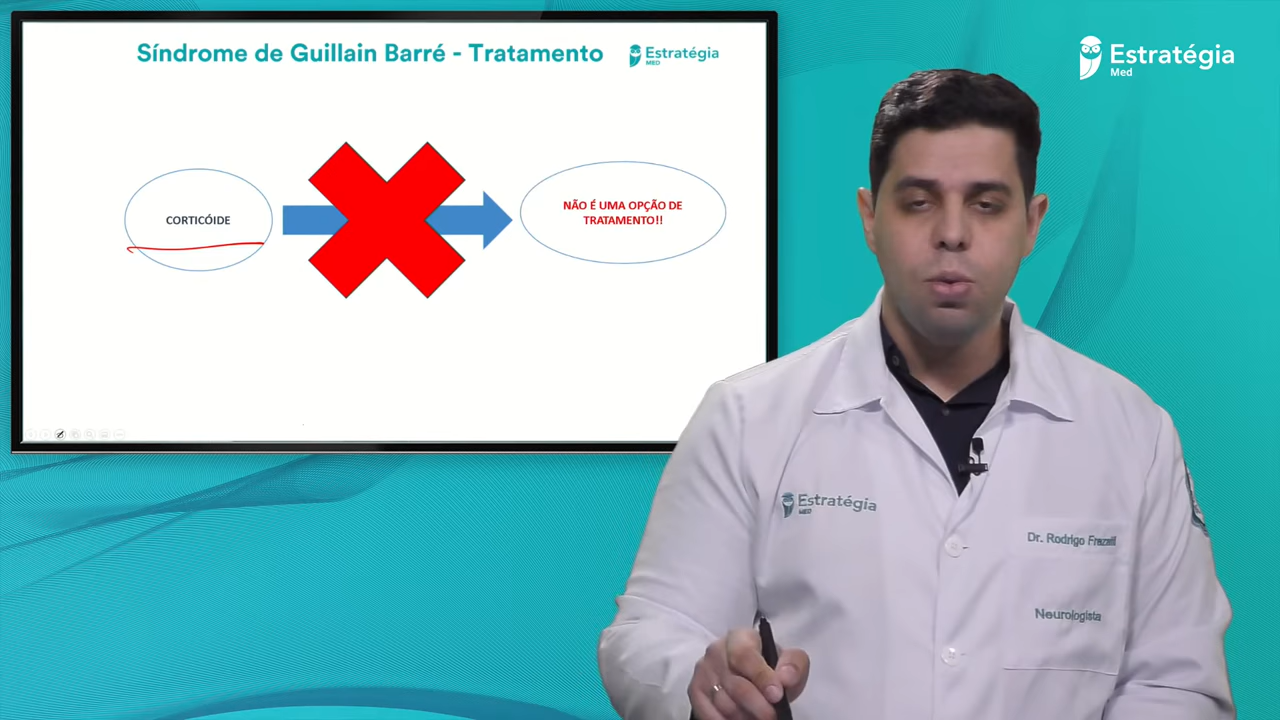 Síndrome de Guillain Barré - Tratamento
Estratégia
MED
CORTICÓIDE
NÃO É UMA OPÇÃO DE
TRATAMENTO!!
Estratégia
Med
Estratégia
MED
Dr. Rodrigo
Neurologista